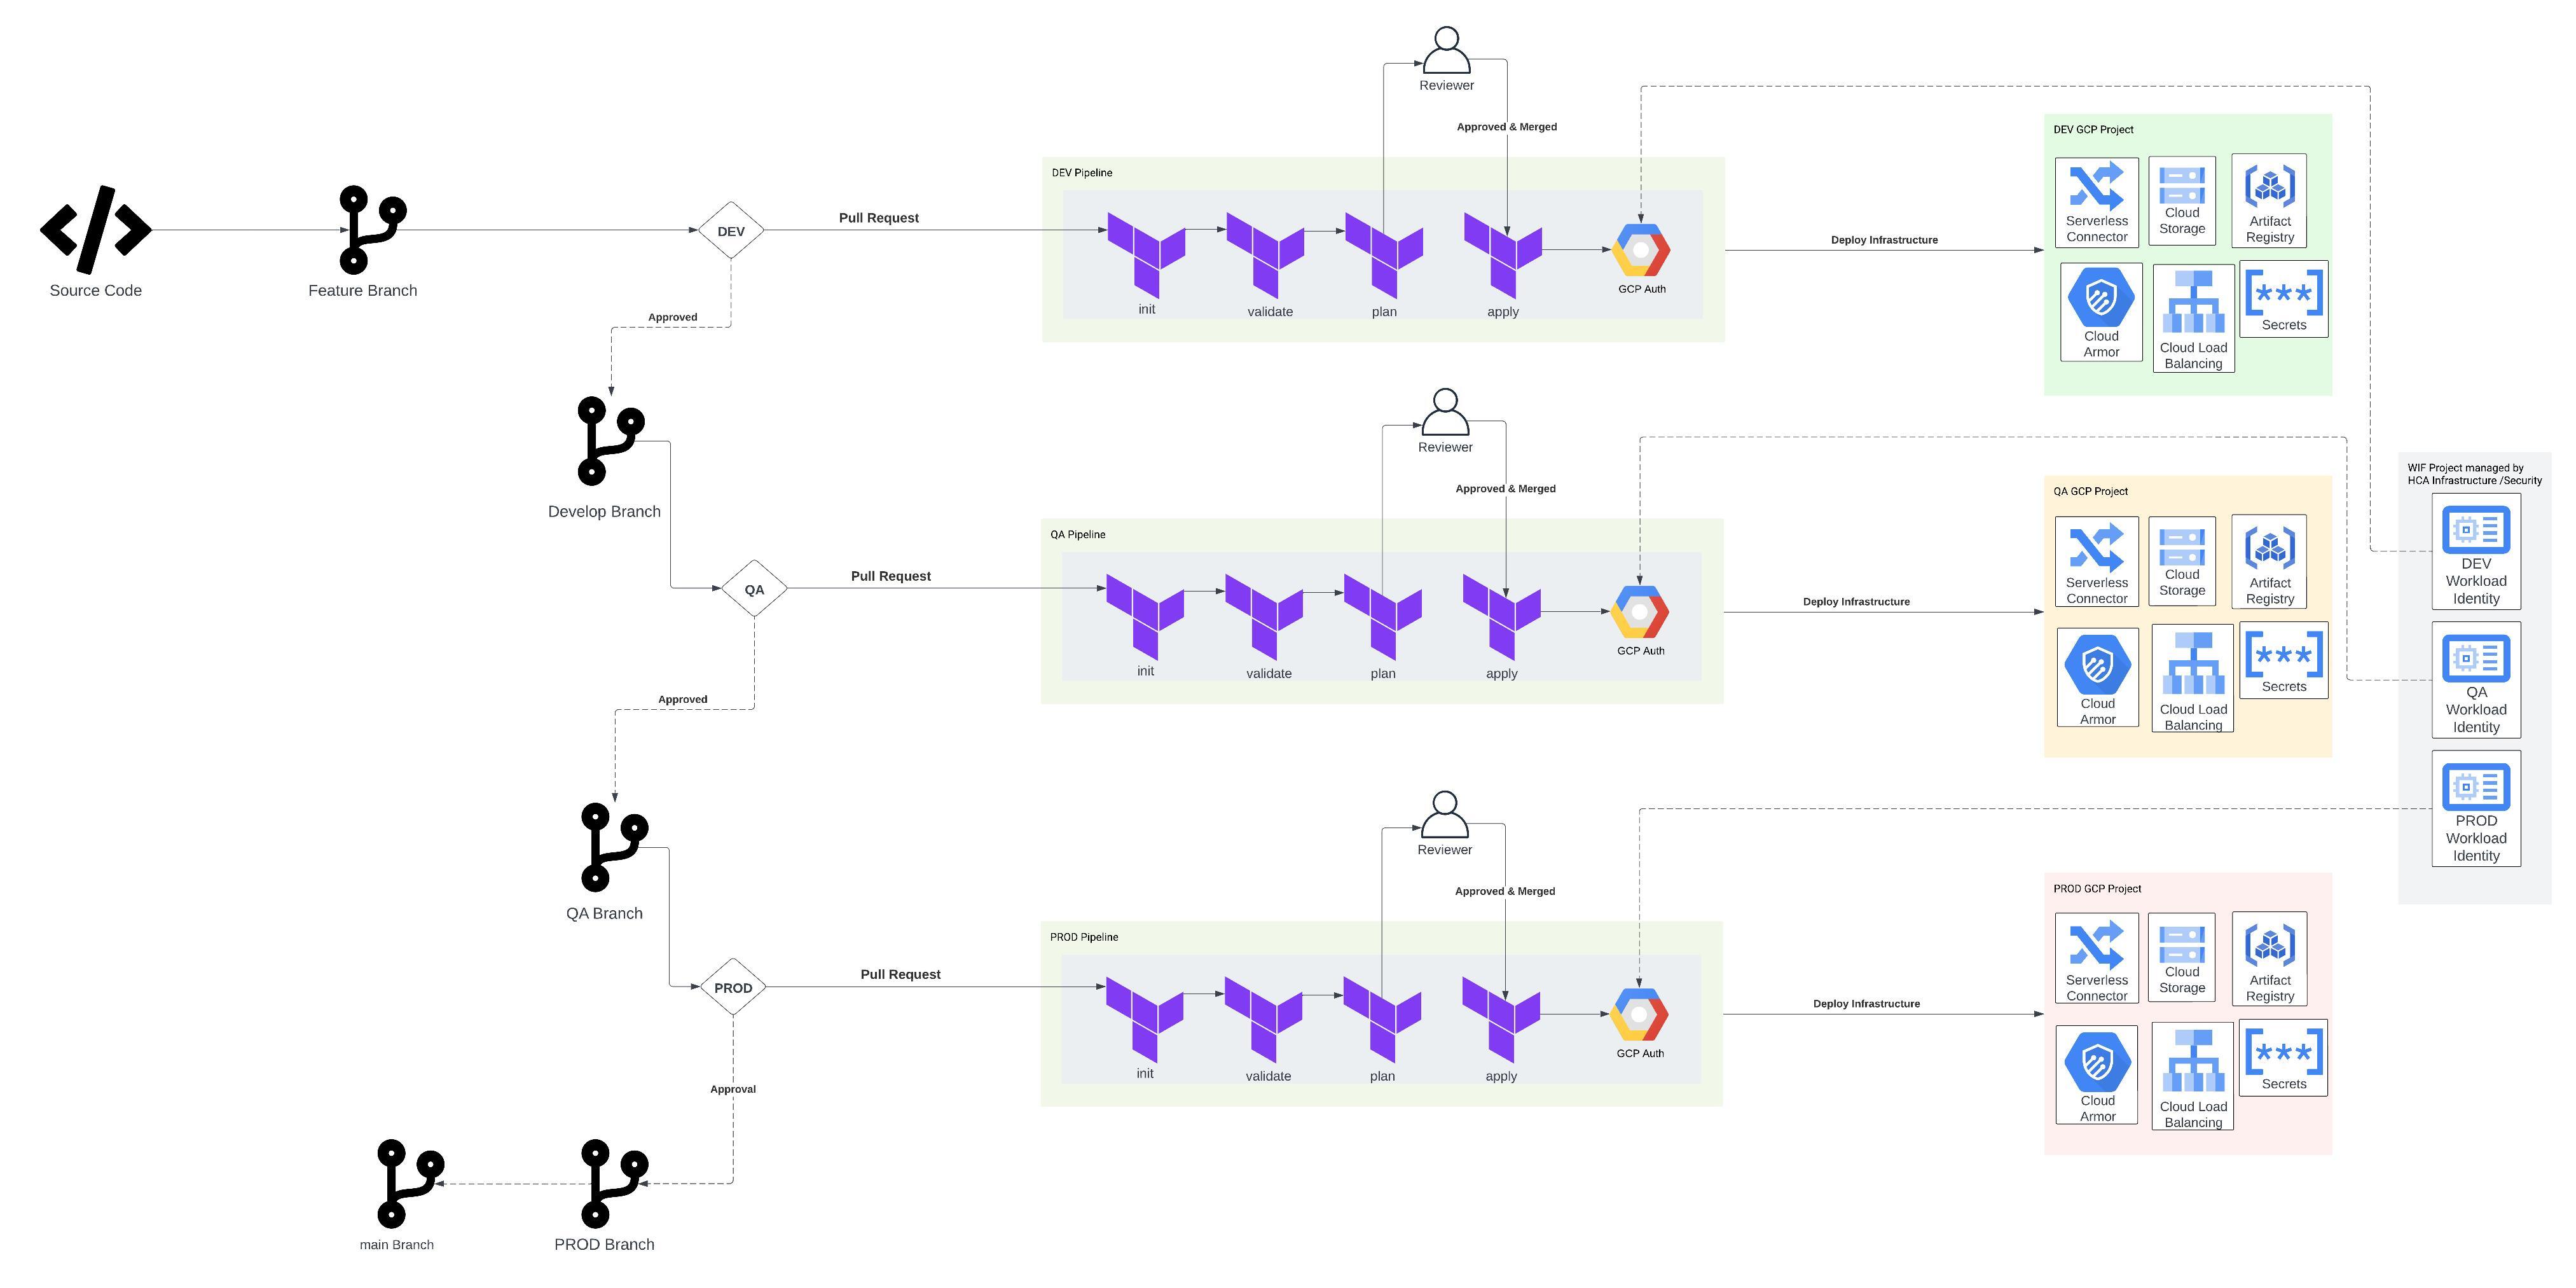 Reviewer
Approved & Merged
DEV GCP Project
DEV Pipeline
Source Code
Feature Branch
DEV
Pull Request
init
validate
plan
apply
GCP Auth
Deploy Infrastructure
Serverless
Connector
Cloud
Storage
Artifact
Registry
Cloud
Armor
Cloud Load
Balancing
Secrets
Approved
Develop Branch
Reviewer
Approved & Merged
QA Pipeline
QA
Pull Request
init
validate
plan
apply
GCP Auth
Deploy Infrastructure
QA GCP Project
Serverless
Connector
Cloud
Storage
Artifact
Registry
Cloud
Armor
Cloud Load
Balancing
Secrets
WIF Project managed by
HCA Infrastructure /Security
DEV
Workload
Identity
QA
Workload
Identity
PROD
Workload
Identity
Approved
QA Branch
Reviewer
Approved & Merged
PROD Pipeline
PROD
Pull Request
init
validate
plan
apply
GCP Auth
Deploy Infrastructure
PROD GCP Project
Serverless
Connector
Cloud
Storage
Artifact
Registry
Cloud
Armor
Cloud Load
Balancing
Secrets
Approval
main Branch
PROD Branch